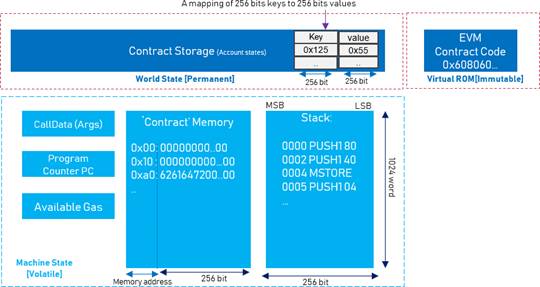 A mapping of 256 bits keys to 256 bits values
Contract Storage (Account states)
Key
value
0x125
0x55
..
..
256 bit
256 bit
World State [Permanent]
EVM
Contract Code
0x608060...
Virtual ROM[Immutable]
CallData (Args)
Program
Counter PC
Available Gas
Machine State
[Volatile]
'Contract' Memory
0x00: 00000000...00
0x10: 000000000...00
0xa0: 6261647200...00
..
Memory address
256 bit
MSB
LSB
Stack:
0000 PUSH1 80
0002 PUSH1 40
0004 MSTORE
0005 PUSH1 04
...
256 bit
1024 word